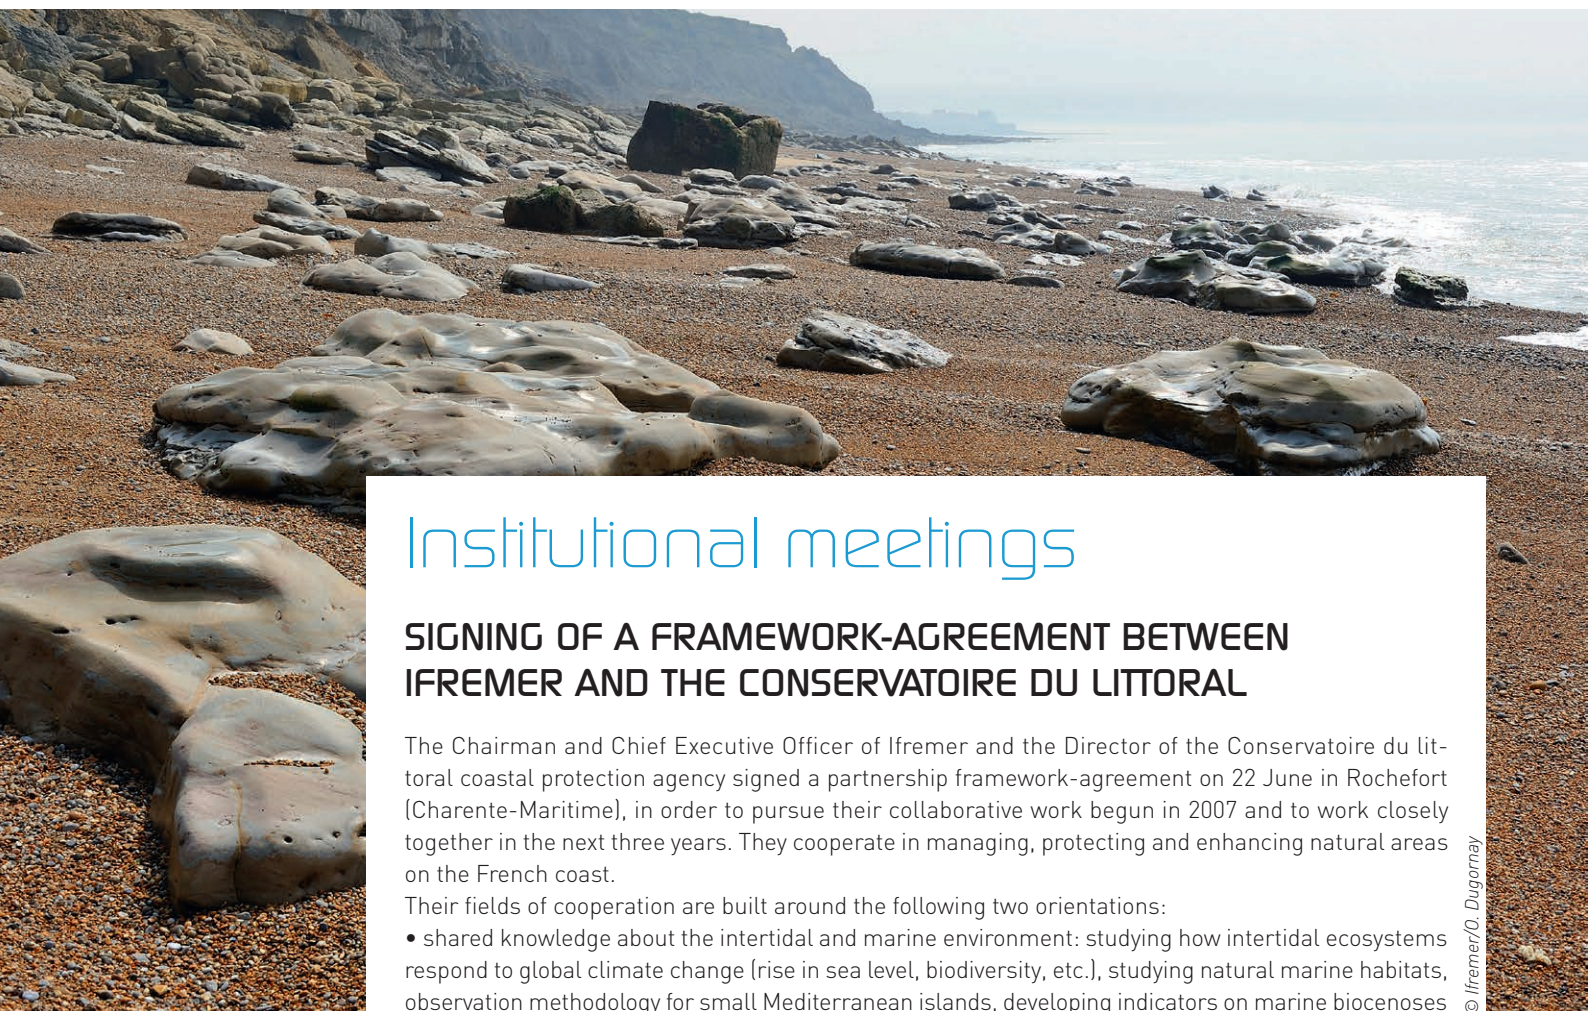 Institutional meetings
SIGNING OF A FRAMEWORK-AGREEMENT BETWEEN
IFREMER AND THE CONSERVATOIRE DU LITTORAL
The Chairman and Chief Executive Officer of Ifremer and the Director of the Conservatoire du lit-
toral coastal protection agency signed a partnership framework-agreement on 22 June in Rochefort
(Charente-Maritime), in order to pursue their collaborative work begun in 2007 and to work closely
together in the next three years. They cooperate in managing, protecting and enhancing natural areas
on the French coast.
Their fields of cooperation are built around the following two orientations:
• shared knowledge about the intertidal and marine environment: studying how intertidal ecosystems
respond to global climate change (rise in sea level, biodiversity, etc.), studying natural marine habitats,
observation methodology for small Mediterranean islands, developing indicators on marine biocenoses
© Ifremer/O. Dugornay